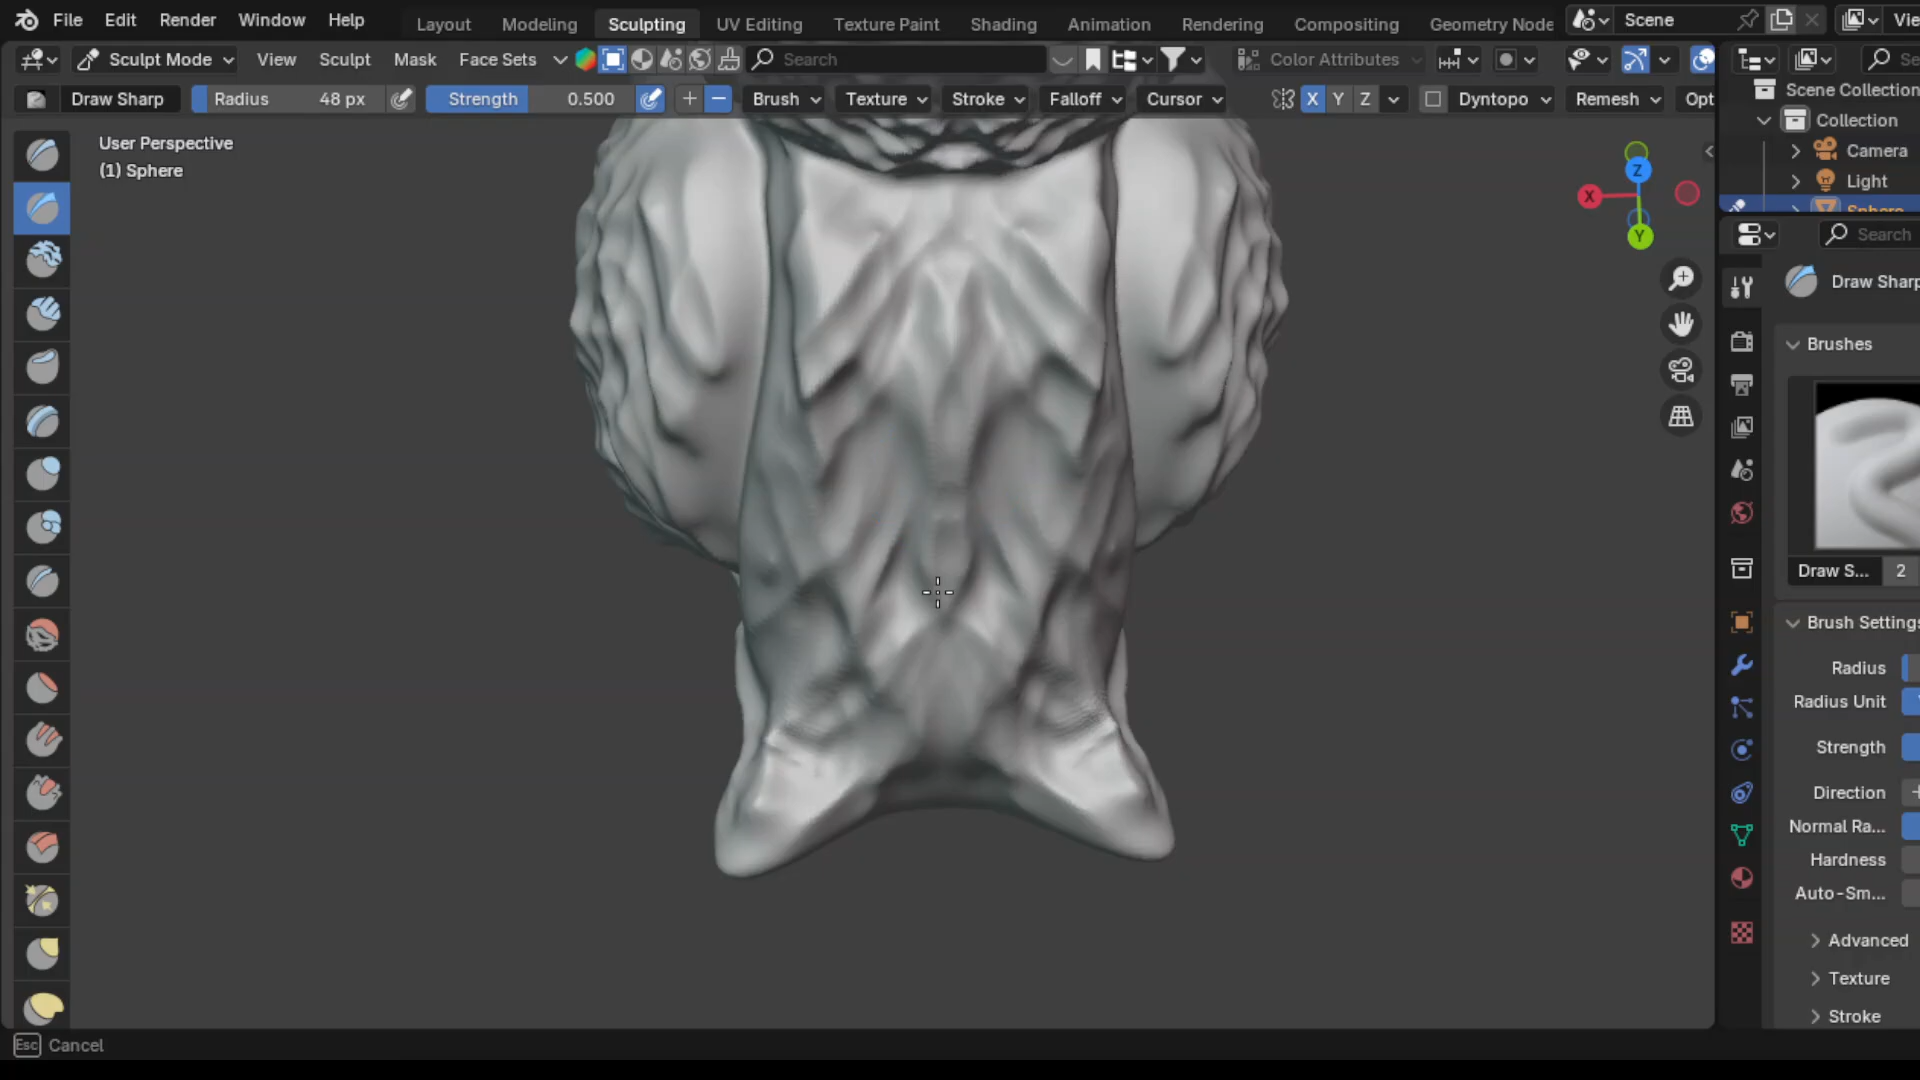 File Edit Render Window Help Layout Modeling Sculpting UV Editing Texture Paint Shading Animation Rendering Compositing Geometry Node Scene Vie
Sculpt Mode View Sculpt Mask Face Sets Search Color Attributes Se
Draw Sharp Radius 48 px Strength 0.500 Brush Texture Stroke Falloff Cursor X Y Z Dyntopo Remesh Opt
Scene Collection
Collection
Camera
Light
Sphere
User Perspective
(1) Sphere
Z
X
Y
Search
Draw Sharp
Brushes
Draw S... 2
Brush Settings
Radius
Radius Unit
Strength
Direction
Normal Ra...
Hardness
Auto-Sm...
Advanced
Texture
Stroke
Esc Cancel